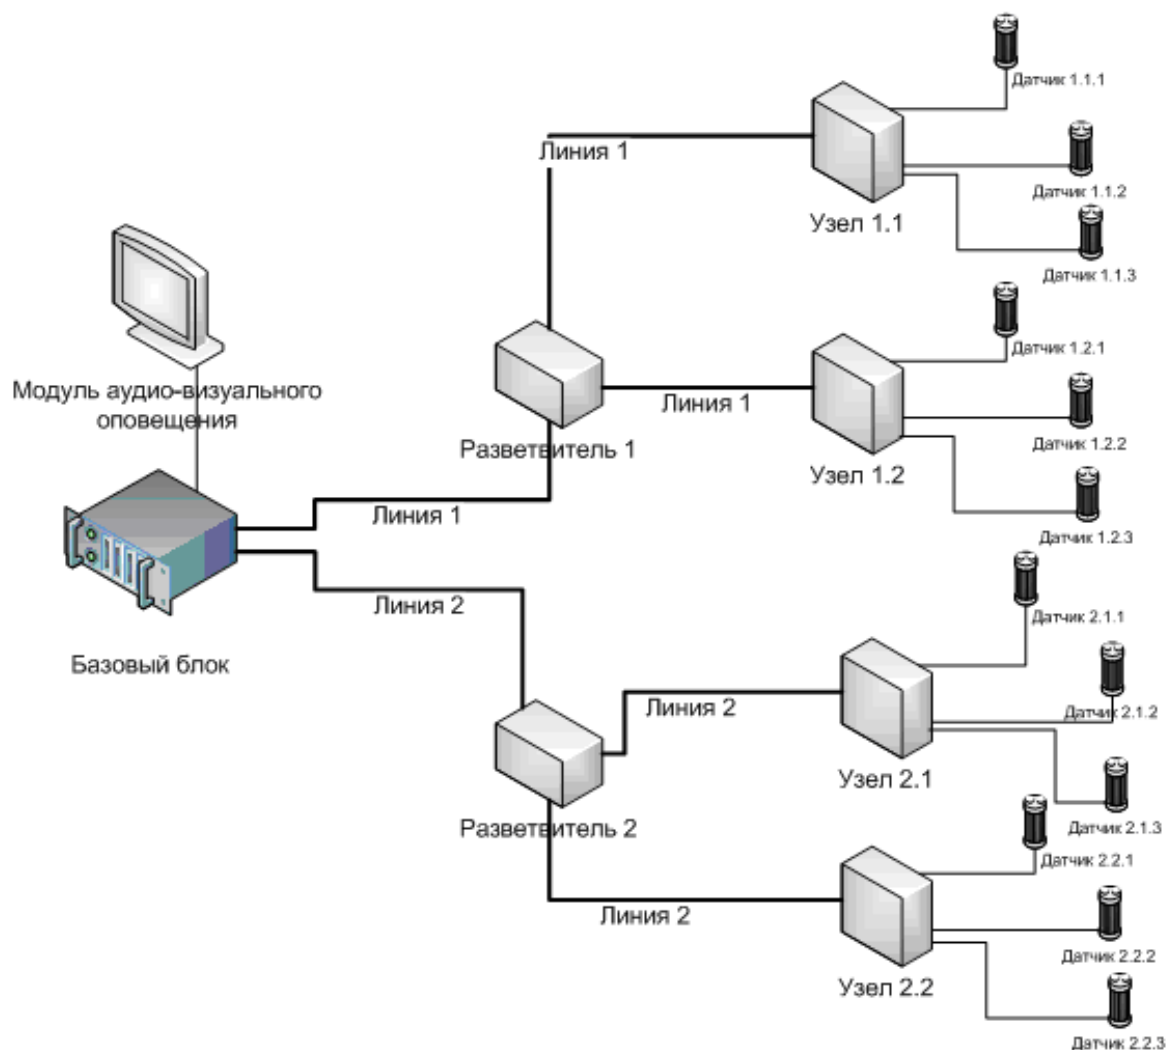 Датчик 1.1.1
Линия 1
Датчик 1.1.2
Узел 1.1
Датчик 1.1.3
Датчик 1.2.1
Модуль аудио-визуального
оповещения
Линия 1
Разветвитель 1
Датчик 1.2.2
Узел 1.2
Линия 1
Датчик 1.2.3
Линия 2
Датчик 2.1.1
Базовый блок
Линия 2
Датчик 2.1.2
Узел 2.1
Разветвитель 2
Датчик 2.1.3
Датчик 2.2.1
Линия 2
Датчик 2.2.2
Узел 2.2
Датчик 2.2.3